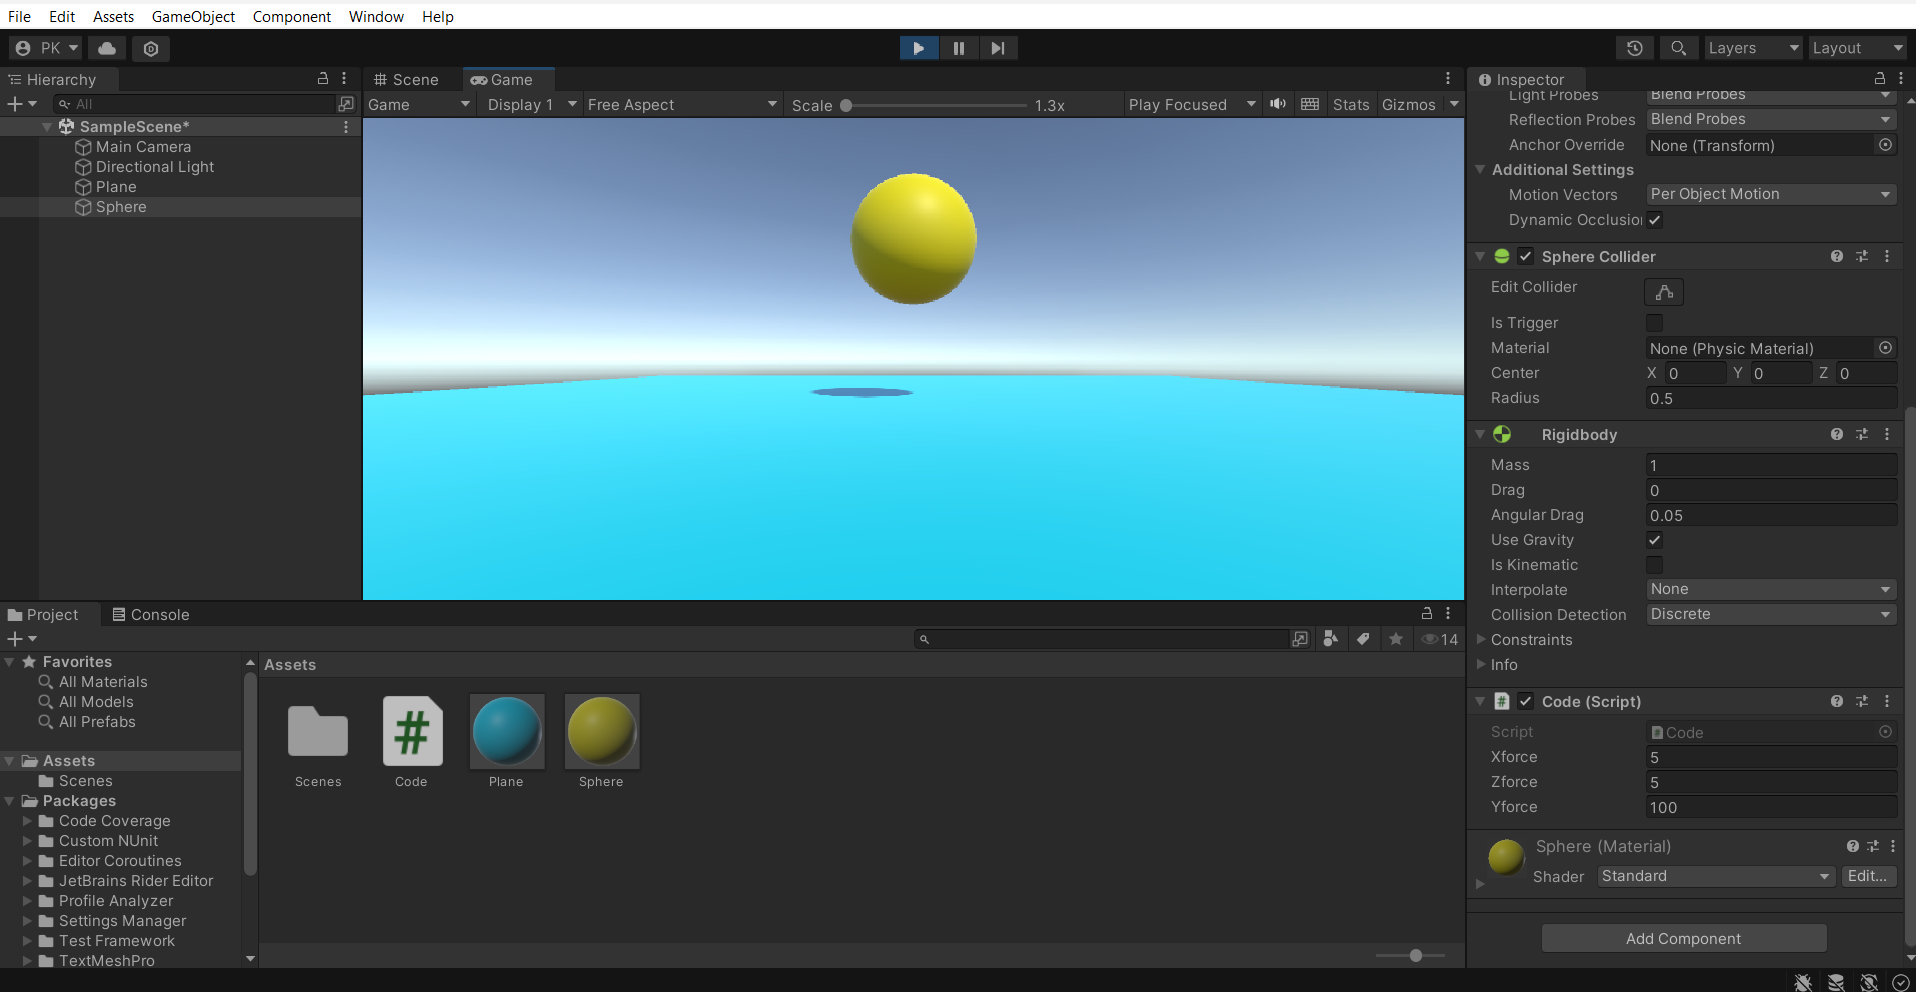 File Edit Assets GameObject Component Window Help
PK Layers Layout
Hierarchy
All
SampleScene*
Main Camera
Directional Light
Plane
Sphere
Scene Game
Game Display 1 Free Aspect Scale 1.3x Play Focused Stats Gizmos
Inspector
Light Probes Blend Probes
Reflection Probes Blend Probes
Anchor Override None (Transform)
Additional Settings
Motion Vectors Per Object Motion
Dynamic Occlusion
Sphere Collider
Edit Collider
Is Trigger
Material None (Physic Material)
Center X 0 Y 0 Z 0
Radius 0.5
Rigidbody
Mass 1
Drag 0
Angular Drag 0.05
Use Gravity
Is Kinematic
Interpolate None
Collision Detection Discrete
Constraints
Info
Code (Script)
Script Code
Xforce 5
Zforce 5
Yforce 100
Sphere (Material)
Shader Standard Edit...
Add Component
Project Console
14
Favorites
All Materials
All Models
All Prefabs
Assets
Scenes
Packages
Code Coverage
Custom NUnit
Editor Coroutines
JetBrains Rider Editor
Profile Analyzer
Settings Manager
Test Framework
TextMeshPro
Assets
Scenes Code Plane Sphere